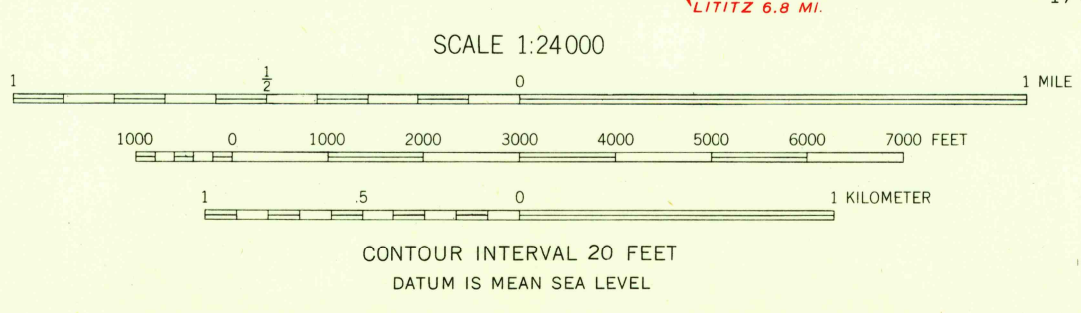 LITITZ 6.8 MI.
SCALE 1:24000
1 1/2 0 1 MILE
1000 0 1000 2000 3000 4000 5000 6000 7000 FEET
1 .5 0 1 KILOMETER
CONTOUR INTERVAL 20 FEET
DATUM IS MEAN SEA LEVEL